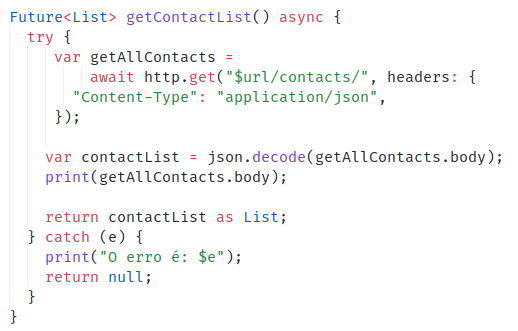 Future<List> getContactList() async {
  try {
     var getAllContacts =
         await http.get("$url/contacts/", headers: {
       "Content-Type": "application/json",
     });

    var contactList = json.decode(getAllContacts.body);
    print(getAllContacts.body);

    return contactList as List;
  } catch (e) {
    print("O erro é: $e");
    return null;
  }
}